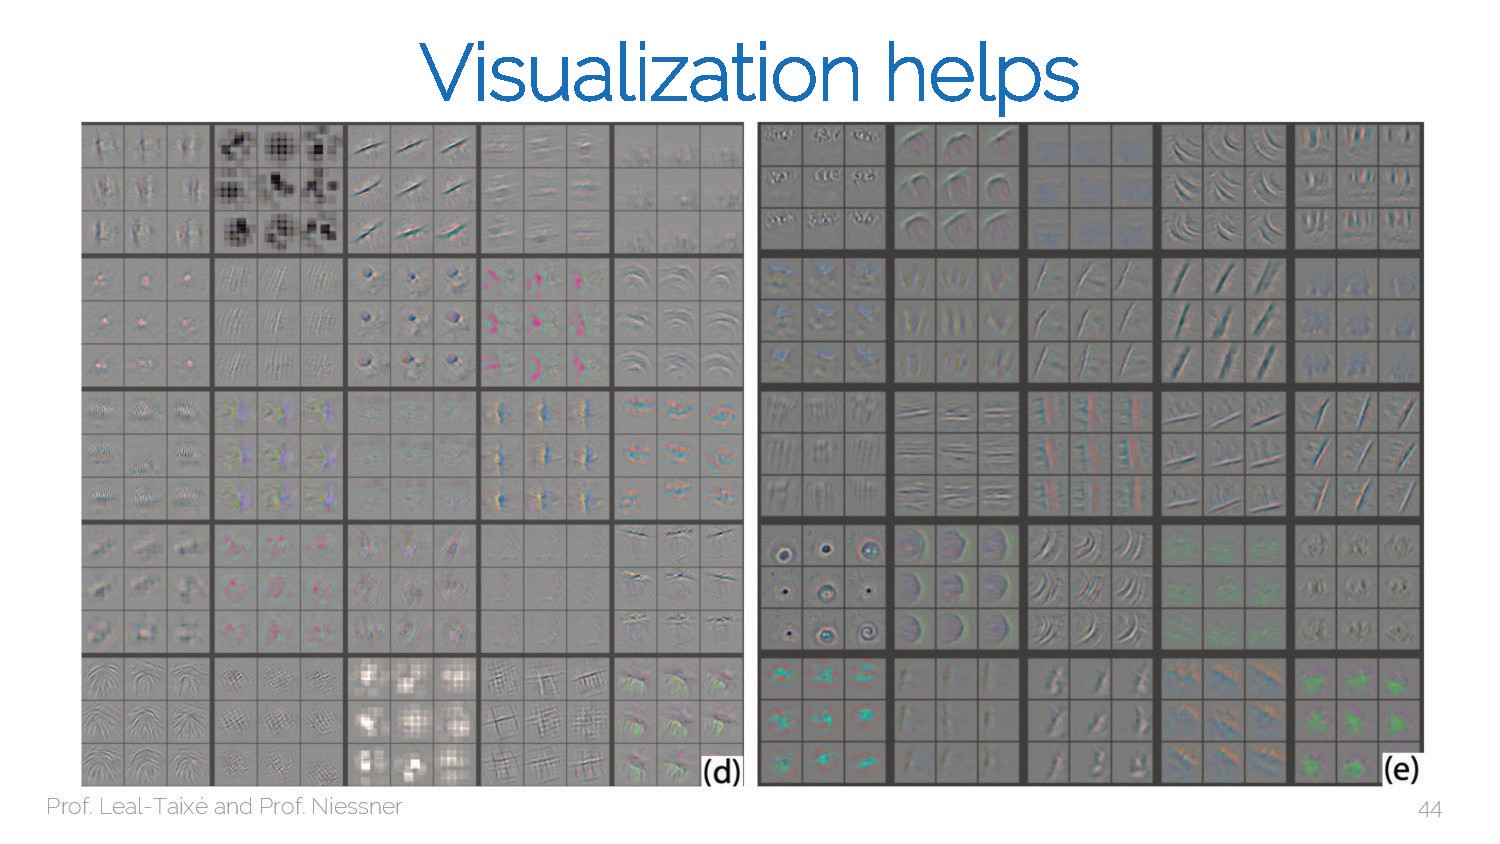 Visualization helps
(d)
(e)
Prof. Leal-Taixé and Prof. Niessner
44